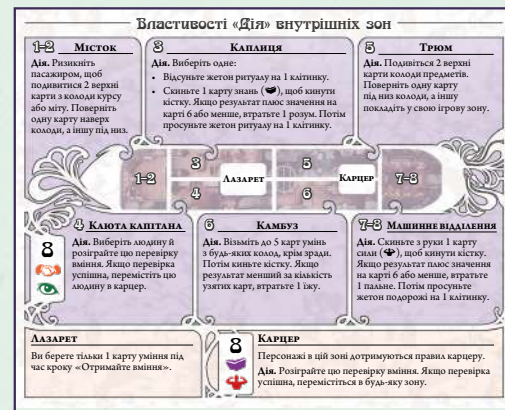 Властивості «Дія» внутрішніх зон
1–2 Місток
Дія. Ризикніть
пасажиром, щоб
подивитися 2 верхні
карти з колоди курсу
або міту. Поверніть
одну карту наверх
колоди, а іншу під низ.
3 Каплиця
Дія. Виберіть одне:
• Відсуньте жетон ритуалу на 1 клітинку.
• Скиньте 1 карту знань ( ), щоб кинути
кістку. Якщо результат плюс значення на
карті 6 або менше, втратьте 1 розум. Потім
просуньте жетон ритуалу на 1 клітинку.
5 Трюм
Дія. Подивіться 2 верхні
карти колоди предметів.
Поверніть одну карту
під низ колоди, а іншу
покладіть у свою ігрову зону.
1–2
3
4
Лазарет
5
6
Карцер
7–8
4 Каюта капітана
8
Дія. Виберіть людину й
розіграйте цю перевірку
вміння. Якщо перевірка
успішна, перемістіть цю
людину в карцер.
6 Камбуз
Дія. Візьміть до 5 карт умінь
з будь-яких колод, крім зради.
Потім киньте кістку. Якщо
результат менший за кількість
узятих карт, втратьте 1 їжу.
7–8 Машинне відділення
Дія. Скиньте з руки 1 карту
сили ( ), щоб кинути кістку.
Якщо результат плюс значення
на карті 6 або менше, втратьте
1 пальне. Потім просуньте
жетон подорожі на 1 клітинку.
Лазарет
Ви берете тільки 1 карту уміння під
час кроку «Отримайте вміння».
8
Карцер
Персонажі в цій зоні дотримуються правил карцеру.
Дія. Розіграйте цю перевірку вміння. Якщо перевірка
успішна, перемістіться в будь-яку зону.